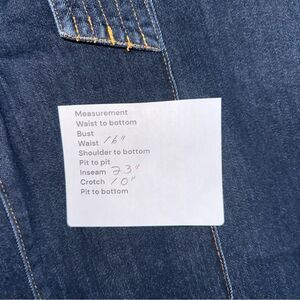 Measurement
Waist to bottom
Bust
Waist 16"
Shoulder to bottom
Pit to pit
Inseam 23"
Crotch 10"
Pit to bottom